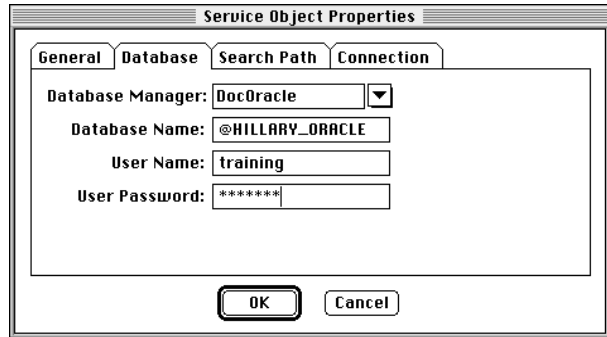 Service Object Properties
General Database Search Path Connection
Database Manager: DocOracle
Database Name: @HILLARY_ORACLE
User Name: training
User Password: *******
OK Cancel